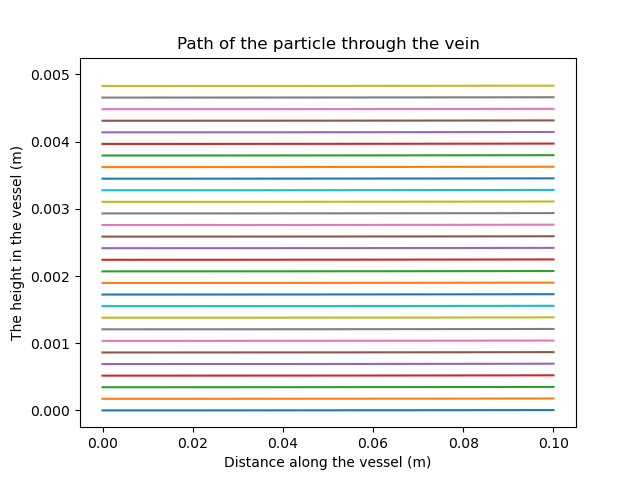 Path of the particle through the vein
0.005
0.004
0.003
0.002
0.001
0.000
The height in the vessel (m)
0.00 0.02 0.04 0.06 0.08 0.10
Distance along the vessel (m)